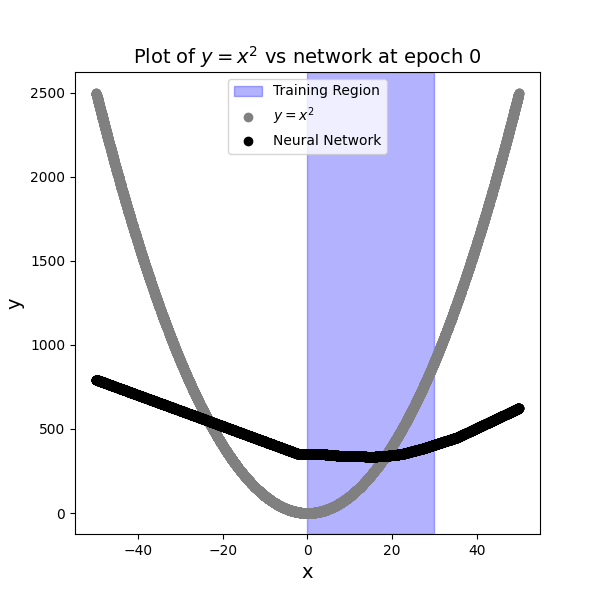 Plot of y = x² vs network at epoch 0
Training Region
y = x²
Neural Network
2500
2000
1500
1000
500
0
y
−40
−20
0
20
40
x